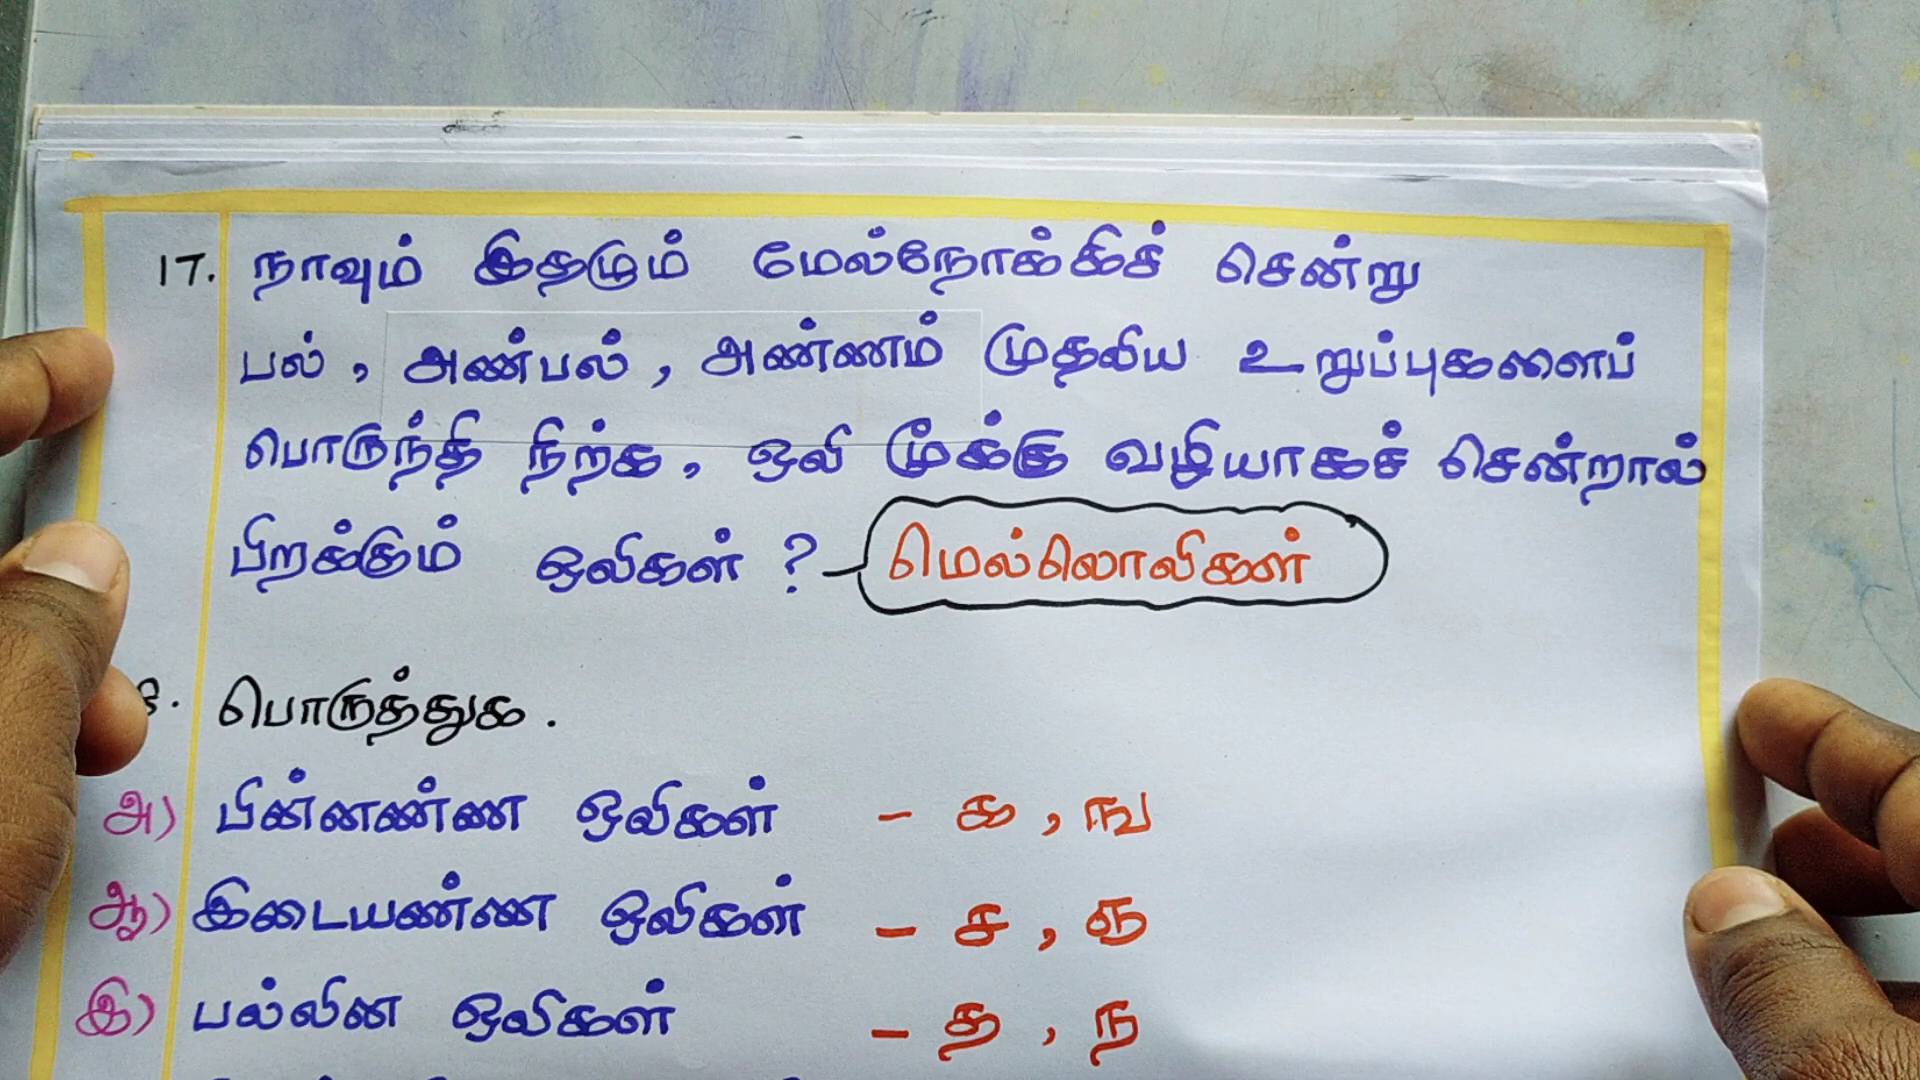 17. நாவும் இதழும் மேல்நோக்கிச் சென்று
பல், அண்பல், அண்ணம் முதலிய உறுப்புகளைப்
பொருந்தி நிற்க, ஒலி மூக்கு வழியாகச் சென்றால்
பிறக்கும் ஒலிகள் ? - மெல்லொலிகள்
பொருத்துக.
அ) பின்னண்ண ஒலிகள் - க, ங
ஆ) இடையண்ண ஒலிகள் - ச, ஞ
இ) பல்லின ஒலிகள் - த, ந